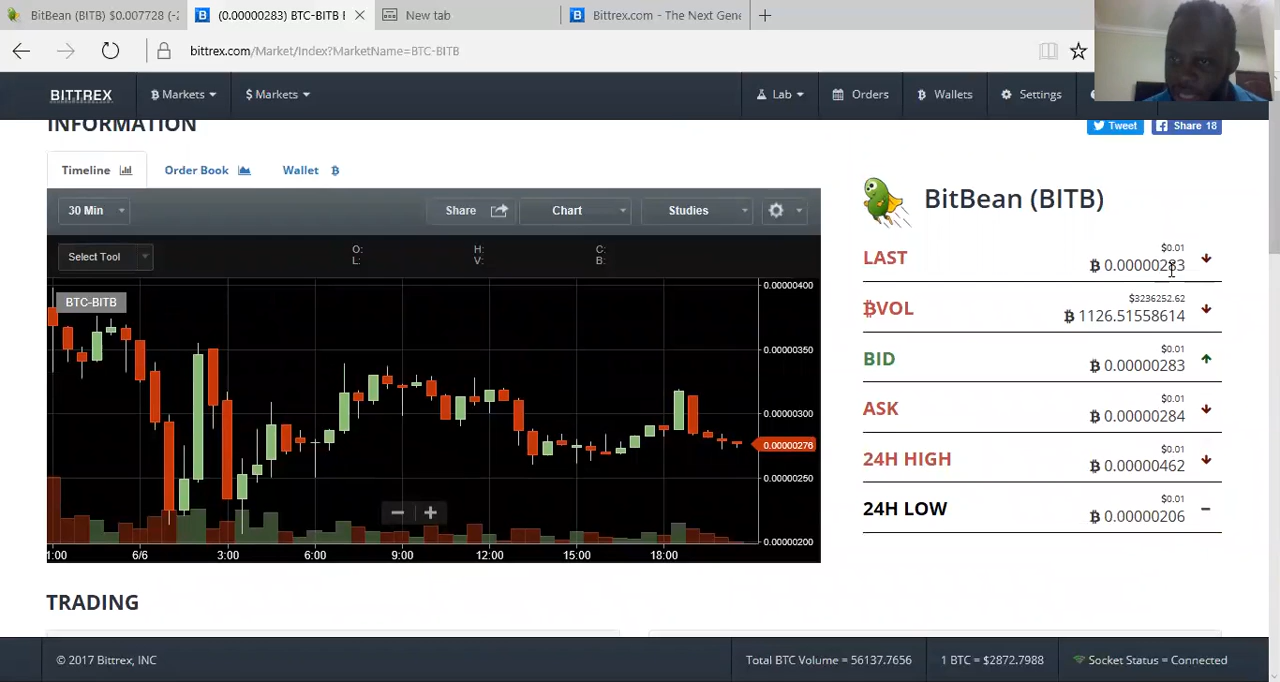 BitBean (BITB) $0.007728 (-2
(0.00000283) BTC-BITB
New tab
Bittrex.com - The Next Gene
bittrex.com/Market/Index?MarketName=BTC-BITB
BITTREX
Markets
$ Markets
Lab
Orders
Wallets
Settings
INFORMATION
Tweet
Share 18
Timeline
Order Book
Wallet
30 Min
Share
Chart
Studies
Select Tool
O:
H:
C:
L:
V:
B:
BTC-BITB
0.00000400
0.00000350
0.00000300
0.00000276
0.00000250
0.00000200
1:00
6/6
3:00
6:00
9:00
12:00
15:00
18:00
BitBean (BITB)
$0.01
LAST
0.00000283
$3236252.62
₿VOL
1126.51558614
$0.01
BID
0.00000283
$0.01
ASK
0.00000284
$0.01
24H HIGH
0.00000462
$0.01
24H LOW
0.00000206
TRADING
© 2017 Bittrex, INC
Total BTC Volume = 56137.7656
1 BTC = $2872.7988
Socket Status = Connected